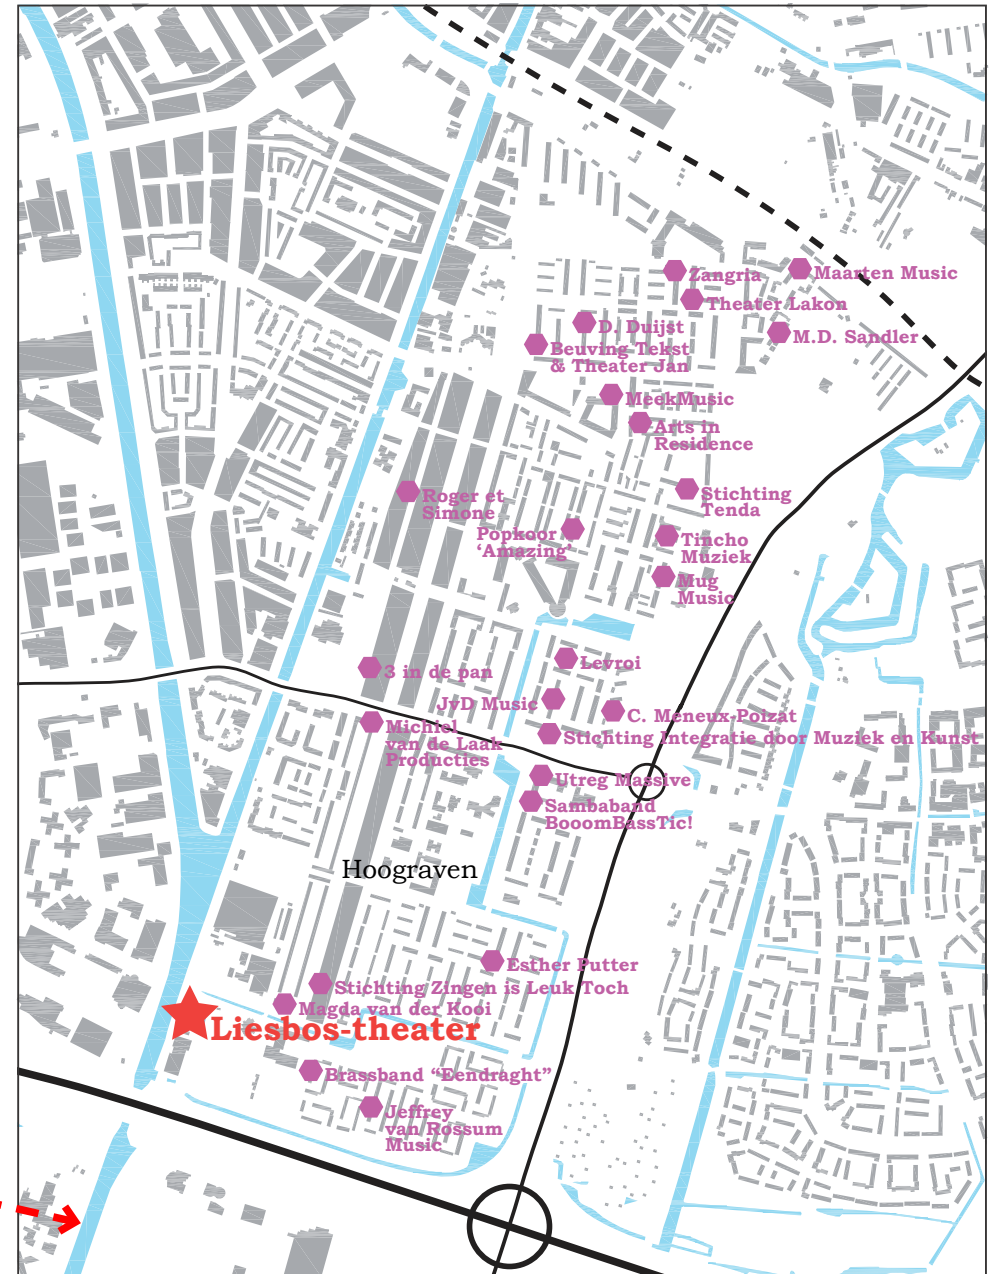 Zangria
Maarten Music
Theater Lakon
D. Duijst
M.D. Sandler
Beuving Tekst
& Theater Jan
MeekMusic
Arts in
Residence
Roger et
Simone
Stichting
Tenda
Popkoor
‘Amazing’
Tincho
Muziek
Mug
Music
Levroi
3 in de pan
JvD Music
C. Meneux-Poizat
Michiel
van de Laak
Producties
Stichting Integratie door Muziek en Kunst
Utreg Massive
Sambaband
BooomBassTic!
Hoograven
Esther Putter
Stichting Zingen is Leuk Toch
Magda van der Kooi
Liesbos-theater
Brassband “Eendraght”
Jeffrey
van Rossum
Music